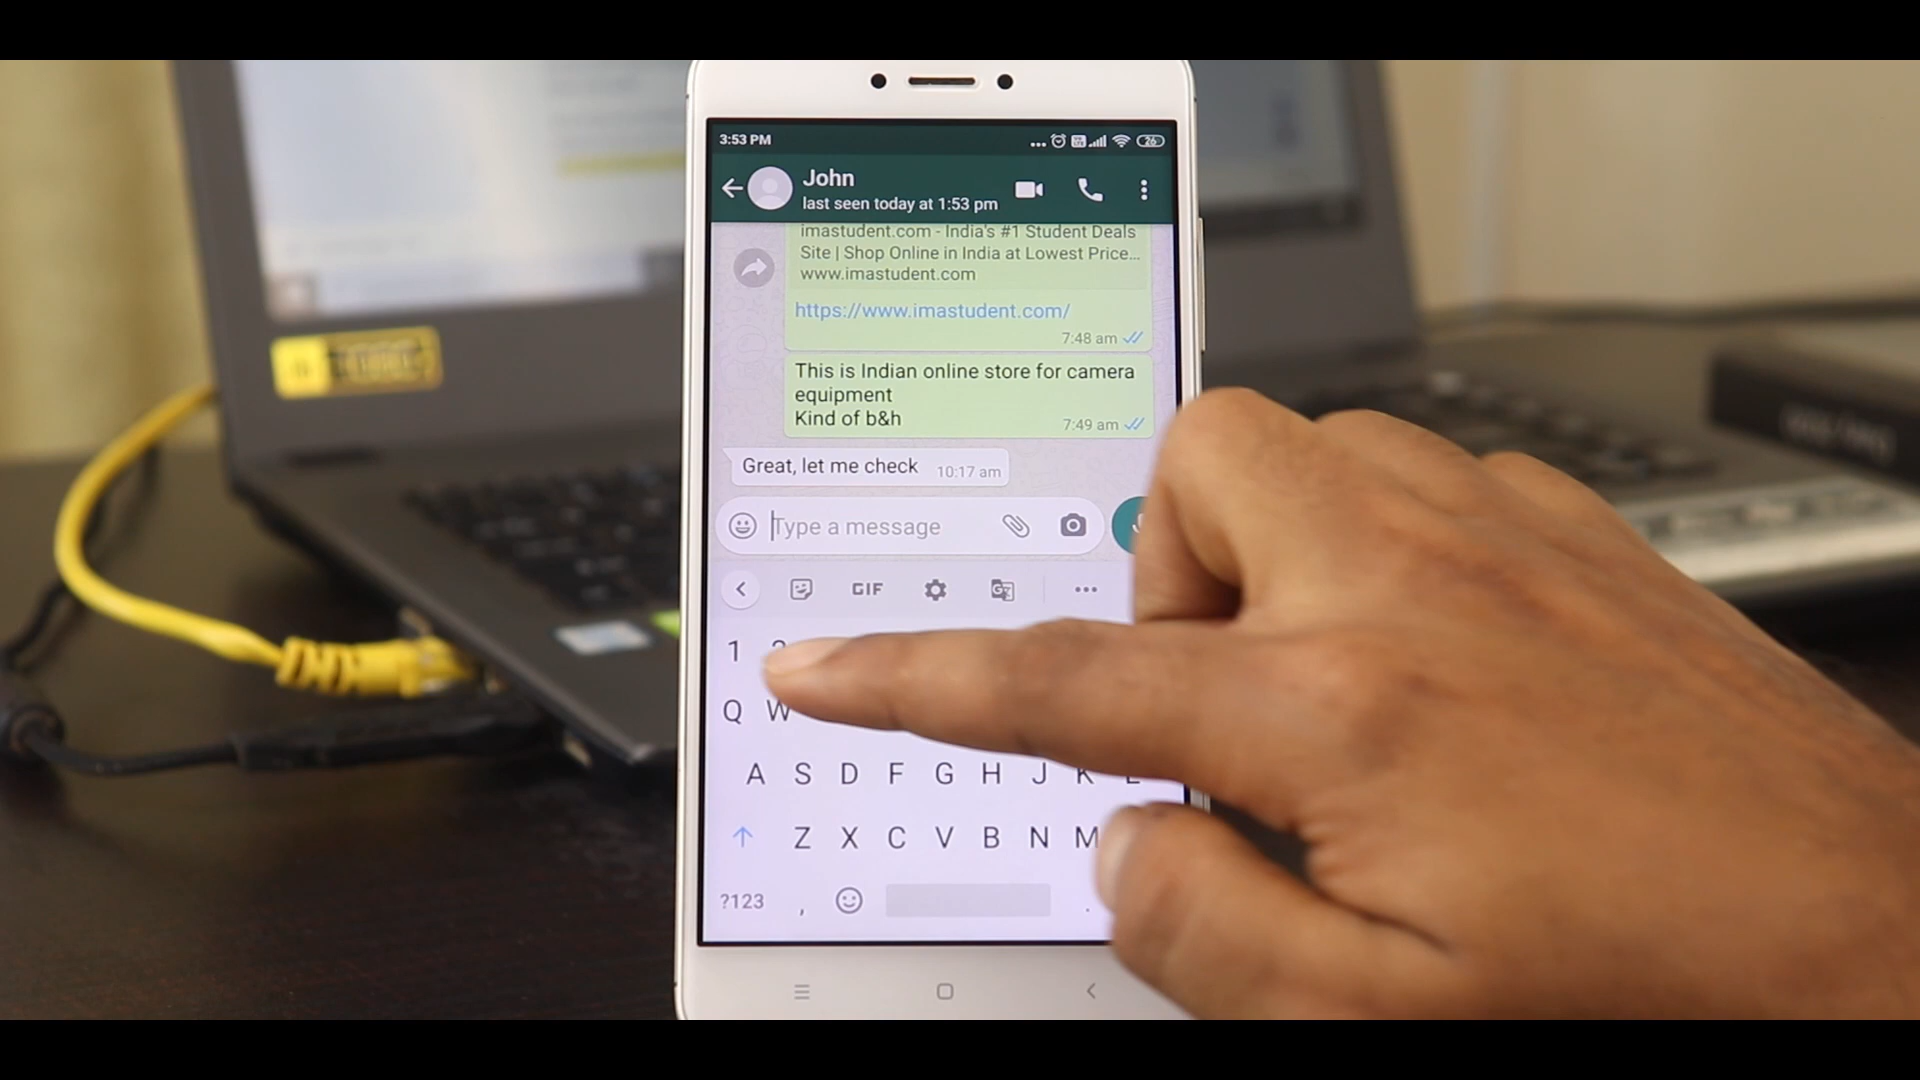 3:53 PM
26
John
last seen today at 1:53 pm
imastudent.com - India's #1 Student Deals
Site | Shop Online in India at Lowest Price...
www.imastudent.com
https://www.imastudent.com/
7:48 am
This is Indian online store for camera
equipment
Kind of b&h
7:49 am
Great, let me check
10:17 am
Type a message
GIF
1
Q W
A S D F G H J K L
Z X C V B N M
?123 , .